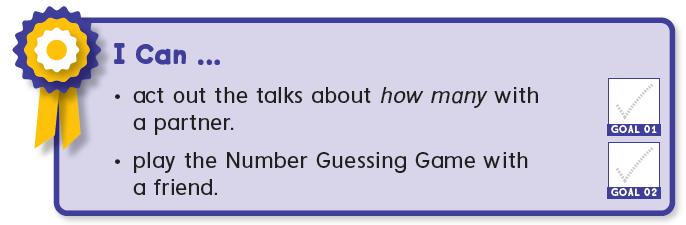 I Can ...
• act out the talks about how many with
a partner.
GOAL 01
• play the Number Guessing Game with
a friend.
GOAL 02